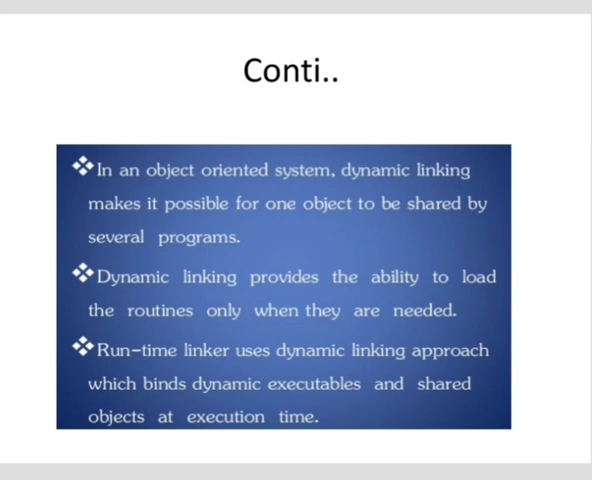 Conti..
❖In an object oriented system, dynamic linking
makes it possible for one object to be shared by
several programs.
❖Dynamic linking provides the ability to load
the routines only when they are needed.
❖Run-time linker uses dynamic linking approach
which binds dynamic executables and shared
objects at execution time.